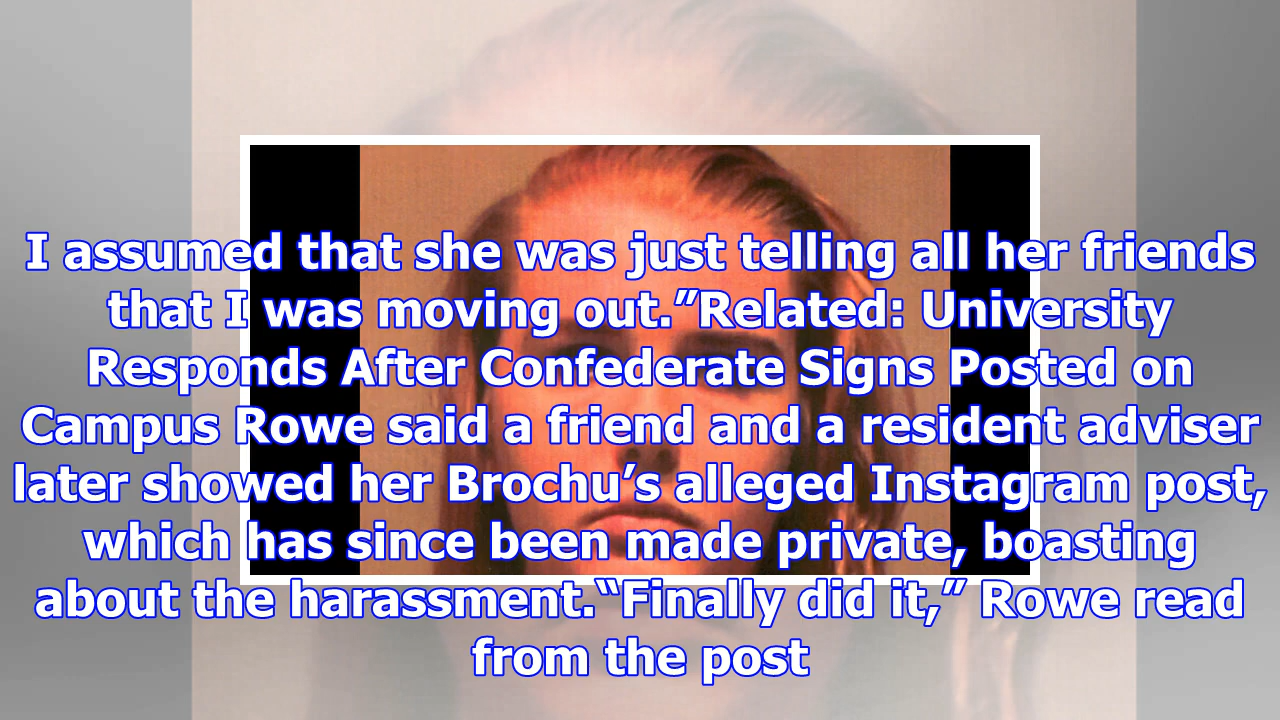 I assumed that she was just telling all her friends
that I was moving out.”Related: University
Responds After Confederate Signs Posted on
Campus Rowe said a friend and a resident adviser
later showed her Brochu’s alleged Instagram post,
which has since been made private, boasting
about the harassment.“Finally did it,” Rowe read
from the post